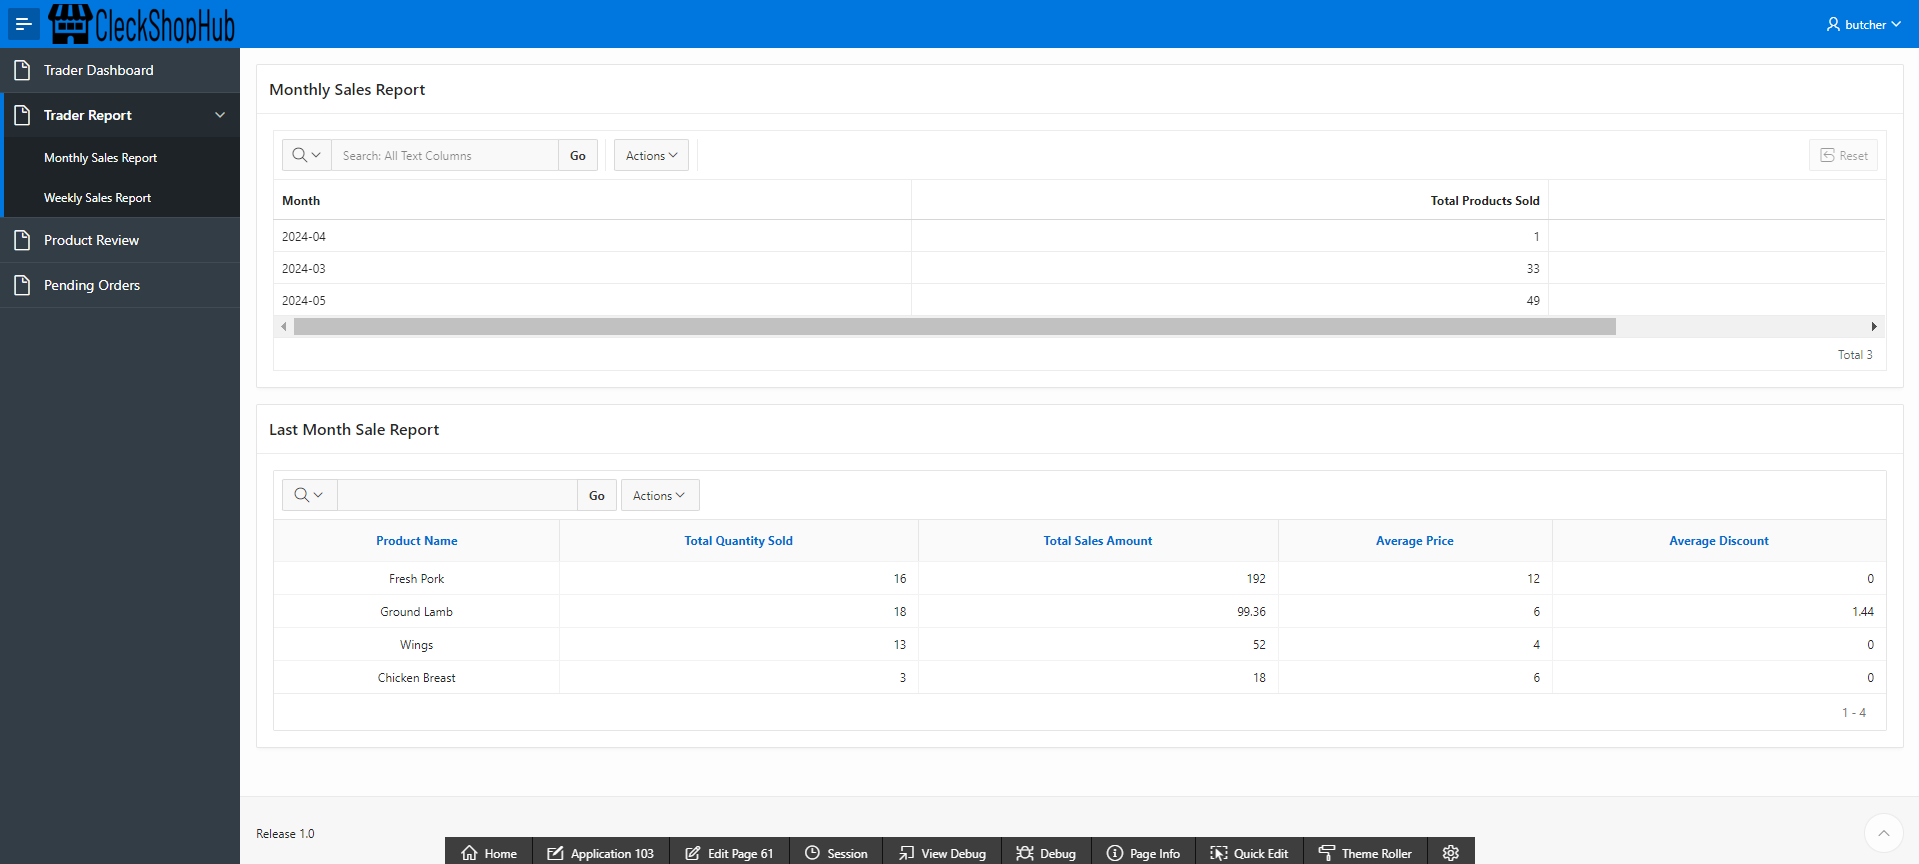 CleckShopHub
butcher
Trader Dashboard
Trader Report
Monthly Sales Report
Weekly Sales Report
Product Review
Pending Orders
Monthly Sales Report
Search: All Text Columns Go Actions Reset
Month Total Products Sold
2024-04 1
2024-03 33
2024-05 49
Total 3
Last Month Sale Report
Go Actions
Product Name Total Quantity Sold Total Sales Amount Average Price Average Discount
Fresh Pork 16 192 12 0
Ground Lamb 18 99.36 6 1.44
Wings 13 52 4 0
Chicken Breast 3 18 6 0
1 - 4
Release 1.0
Home Application 103 Edit Page 61 Session View Debug Debug Page Info Quick Edit Theme Roller